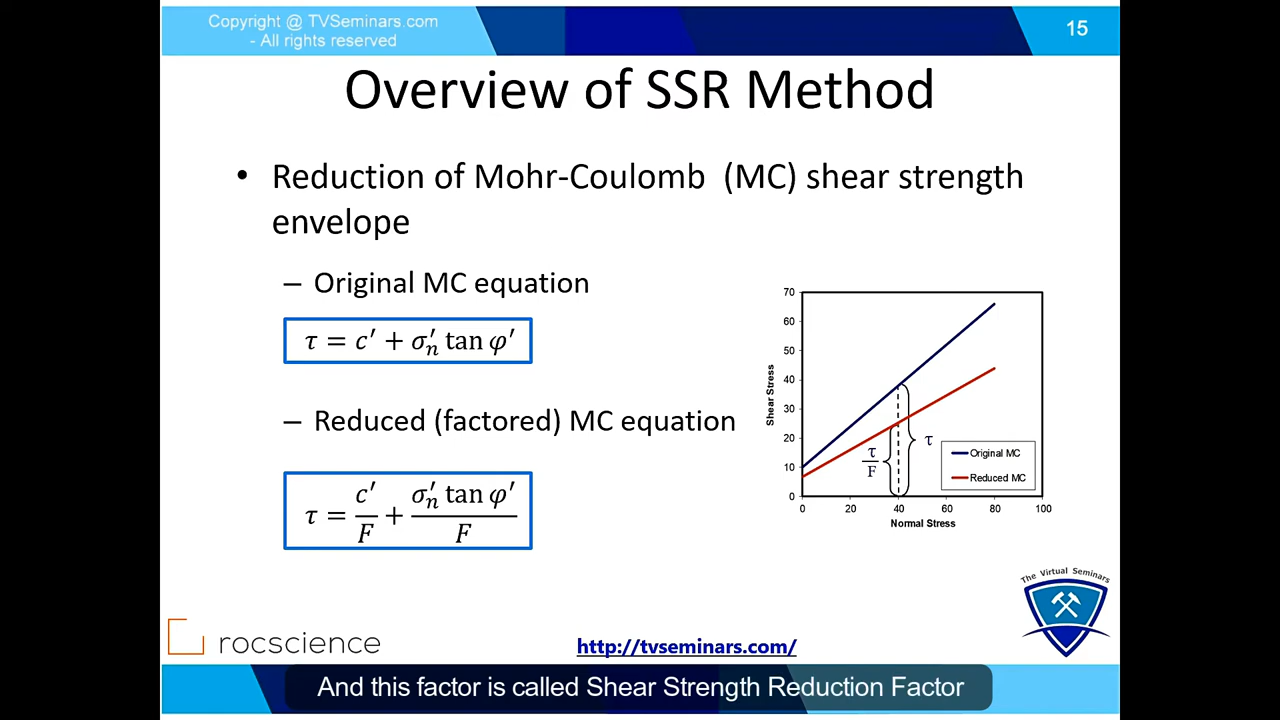 Copyright @ TVSeminars.com
- All rights reserved
15
Overview of SSR Method
• Reduction of Mohr-Coulomb (MC) shear strength
envelope
– Original MC equation
τ = c′ + σ′n tan φ′
– Reduced (factored) MC equation
τ = c′/F + σ′n tan φ′/F
70
60
50
40
30
20
10
0
Shear Stress
τ
τ/F
Original MC
Reduced MC
0 20 40 60 80 100
Normal Stress
The Virtual Seminars
rocscience
http://tvseminars.com/
And this factor is called Shear Strength Reduction Factor